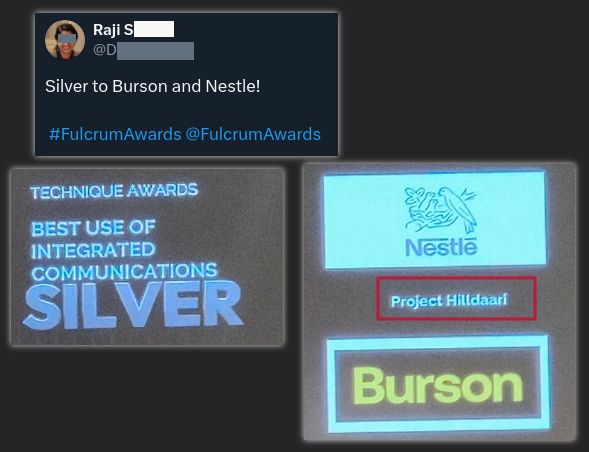 Raji S
@D
Silver to Burson and Nestle!
#FulcrumAwards @FulcrumAwards
TECHNIQUE AWARDS
BEST USE OF
INTEGRATED
COMMUNICATIONS
SILVER
Nestle
Project Hilldaari
Burson